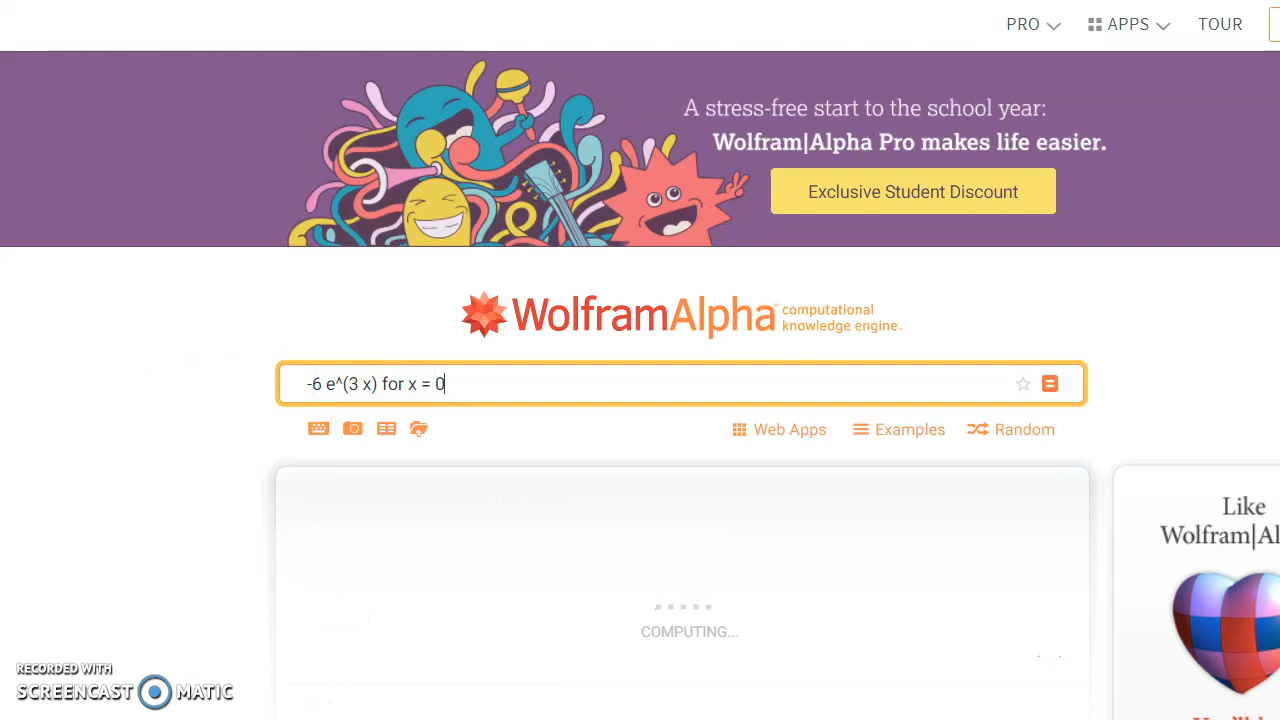 PRO APPS TOUR
A stress-free start to the school year:
Wolfram|Alpha Pro makes life easier.
Exclusive Student Discount
WolframAlpha computational
knowledge engine
-6 e^(3 x) for x = 0
Web Apps Examples Random
COMPUTING...
Like
Wolfram|Al
RECORDED WITH
SCREENCAST MATIC